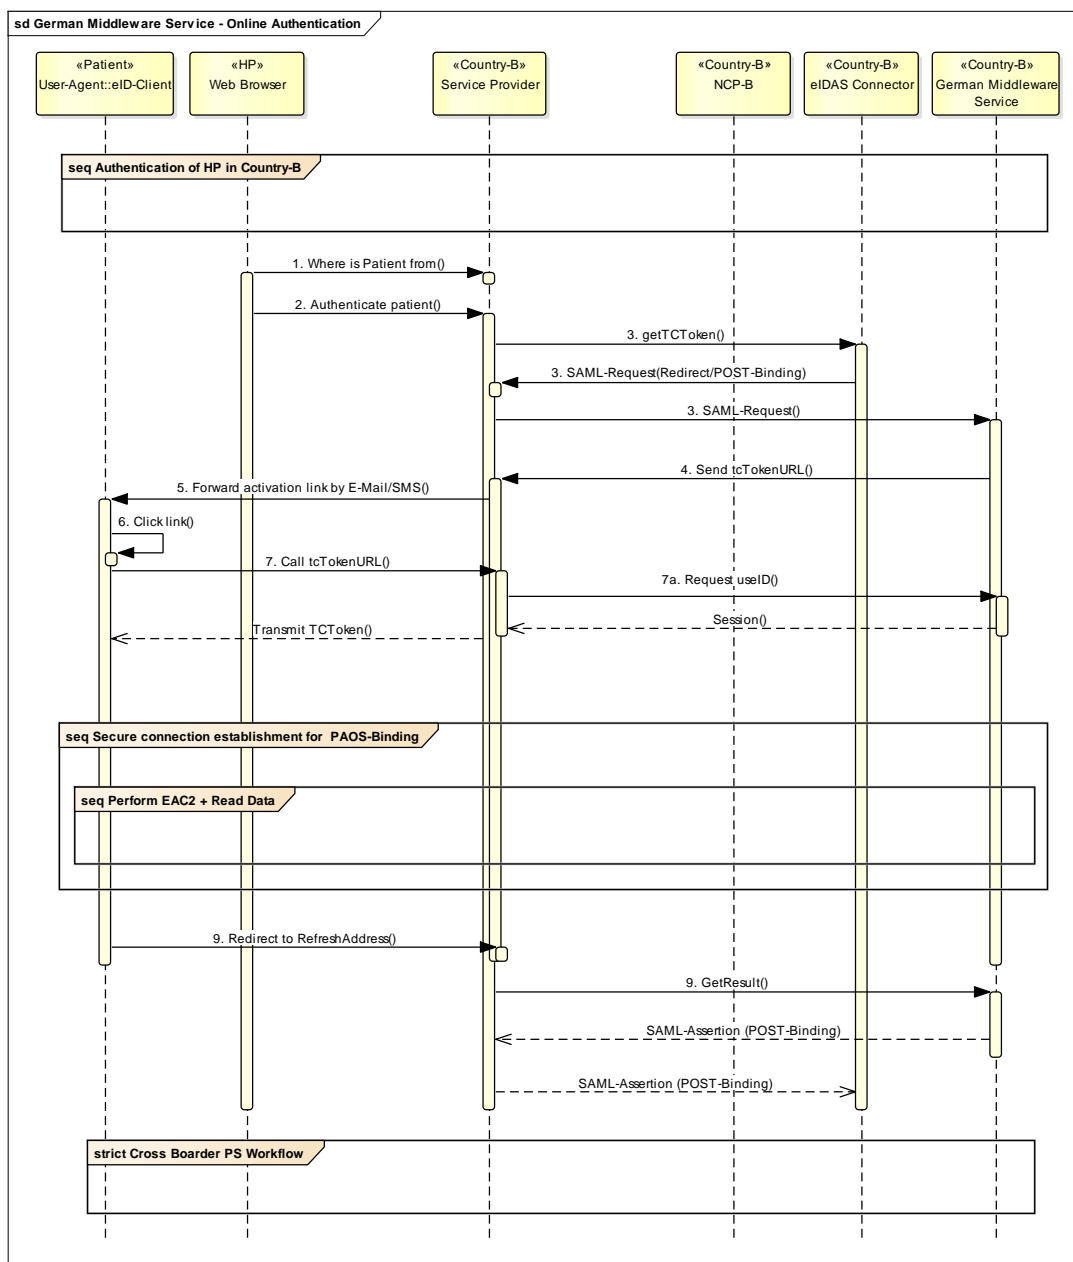 sd German Middleware Service - Online Authentication
«Patient»
User-Agent::eID-Client
«HP»
Web Browser
«Country-B»
Service Provider
«Country-B»
NCP-B
«Country-B»
eIDAS Connector
«Country-B»
German Middleware
Service
seq Authentication of HP in Country-B
1. Where is Patient from()
2. Authenticate patient()
3. getTCToken()
3. SAML-Request(Redirect/POST-Binding)
3. SAML-Request()
4. Send tcTokenURL()
5. Forward activation link by E-Mail/SMS()
6. Click link()
7. Call tcTokenURL()
7a. Request useID()
Session()
Transmit TCToken()
seq Secure connection establishment for PAOS-Binding
seq Perform EAC2 + Read Data
9. Redirect to RefreshAddress()
9. GetResult()
SAML-Assertion (POST-Binding)
SAML-Assertion (POST-Binding)
strict Cross Boarder PS Workflow